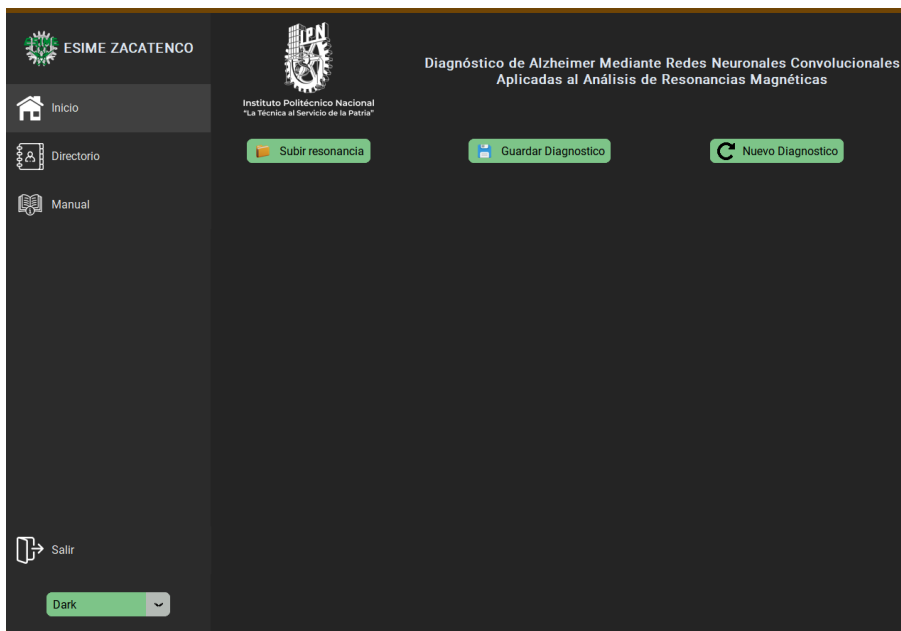 ESIME ZACATENCO
IPN
Diagnóstico de Alzheimer Mediante Redes Neuronales Convolucionales
Aplicadas al Análisis de Resonancias Magnéticas
Instituto Politécnico Nacional
"La Técnica al Servicio de la Patria"
Inicio
Directorio
Manual
Subir resonancia
Guardar Diagnostico
Nuevo Diagnostico
Salir
Dark